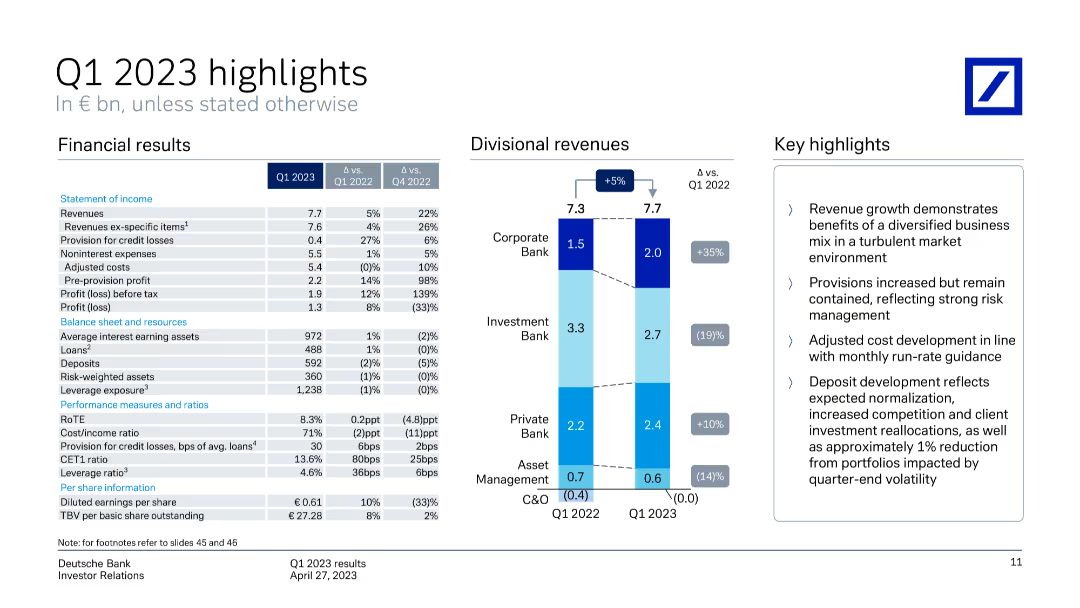 Q1 2023 highlights
In € bn, unless stated otherwise
Financial results
Q1 2023 Δ vs. Q1 2022 Δ vs. Q4 2022
Statement of income
Revenues 7.7 5% 22%
Revenues ex-specific items1 7.6 4% 26%
Provision for credit losses 0.4 27% 6%
Noninterest expenses 5.5 1% 5%
Adjusted costs 5.4 (0)% 10%
Pre-provision profit 2.2 14% 98%
Profit (loss) before tax 1.9 12% 139%
Profit (loss) 1.3 8% (33)%
Balance sheet and resources
Average interest earning assets 972 1% (2)%
Loans2 488 1% (0)%
Deposits 592 (2)% (5)%
Risk-weighted assets 360 (1)% (0)%
Leverage exposure3 1,238 (1)% (0)%
Performance measures and ratios
RoTE 8.3% 0.2ppt (4.8)ppt
Cost/income ratio 71% (2)ppt (11)ppt
Provision for credit losses, bps of avg. loans4 30 6bps 2bps
CET1 ratio 13.6% 80bps 25bps
Leverage ratio3 4.6% 36bps 6bps
Per share information
Diluted earnings per share € 0.61 10% (33)%
TBV per basic share outstanding € 27.28 8% 2%
Divisional revenues
+5%
Δ vs.
Q1 2022
7.3 7.7
Corporate
Bank
1.5 2.0 +35%
Investment
Bank
3.3 2.7 (19)%
Private
Bank
2.2 2.4 +10%
Asset
Management
0.7 0.6 (14)%
C&O (0.4) (0.0)
Q1 2022 Q1 2023
Key highlights
〉 Revenue growth demonstrates
benefits of a diversified business
mix in a turbulent market
environment
〉 Provisions increased but remain
contained, reflecting strong risk
management
〉 Adjusted cost development in line
with monthly run-rate guidance
〉 Deposit development reflects
expected normalization,
increased competition and client
investment reallocations, as well
as approximately 1% reduction
from portfolios impacted by
quarter-end volatility
Note: for footnotes refer to slides 45 and 46
Deutsche Bank
Investor Relations
Q1 2023 results
April 27, 2023
11